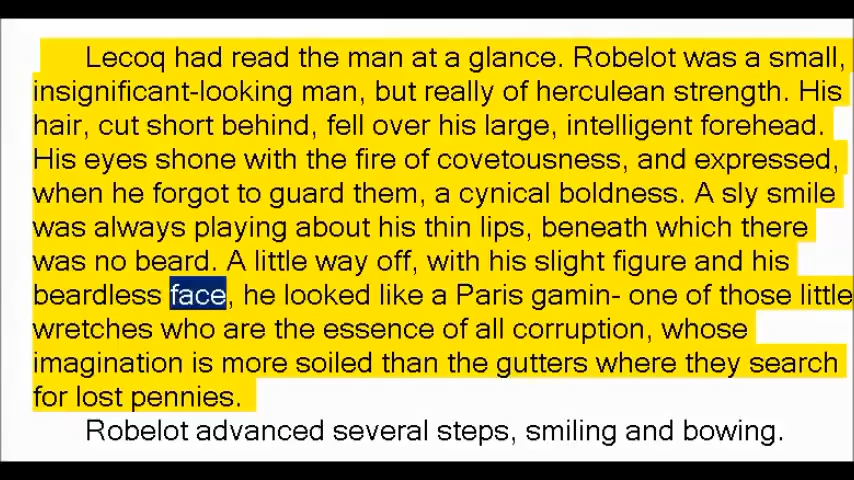 Lecoq had read the man at a glance. Robelot was a small,
insignificant-looking man, but really of herculean strength. His
hair, cut short behind, fell over his large, intelligent forehead.
His eyes shone with the fire of covetousness, and expressed,
when he forgot to guard them, a cynical boldness. A sly smile
was always playing about his thin lips, beneath which there
was no beard. A little way off, with his slight figure and his
beardless face, he looked like a Paris gamin- one of those little
wretches who are the essence of all corruption, whose
imagination is more soiled than the gutters where they search
for lost pennies.
Robelot advanced several steps, smiling and bowing.